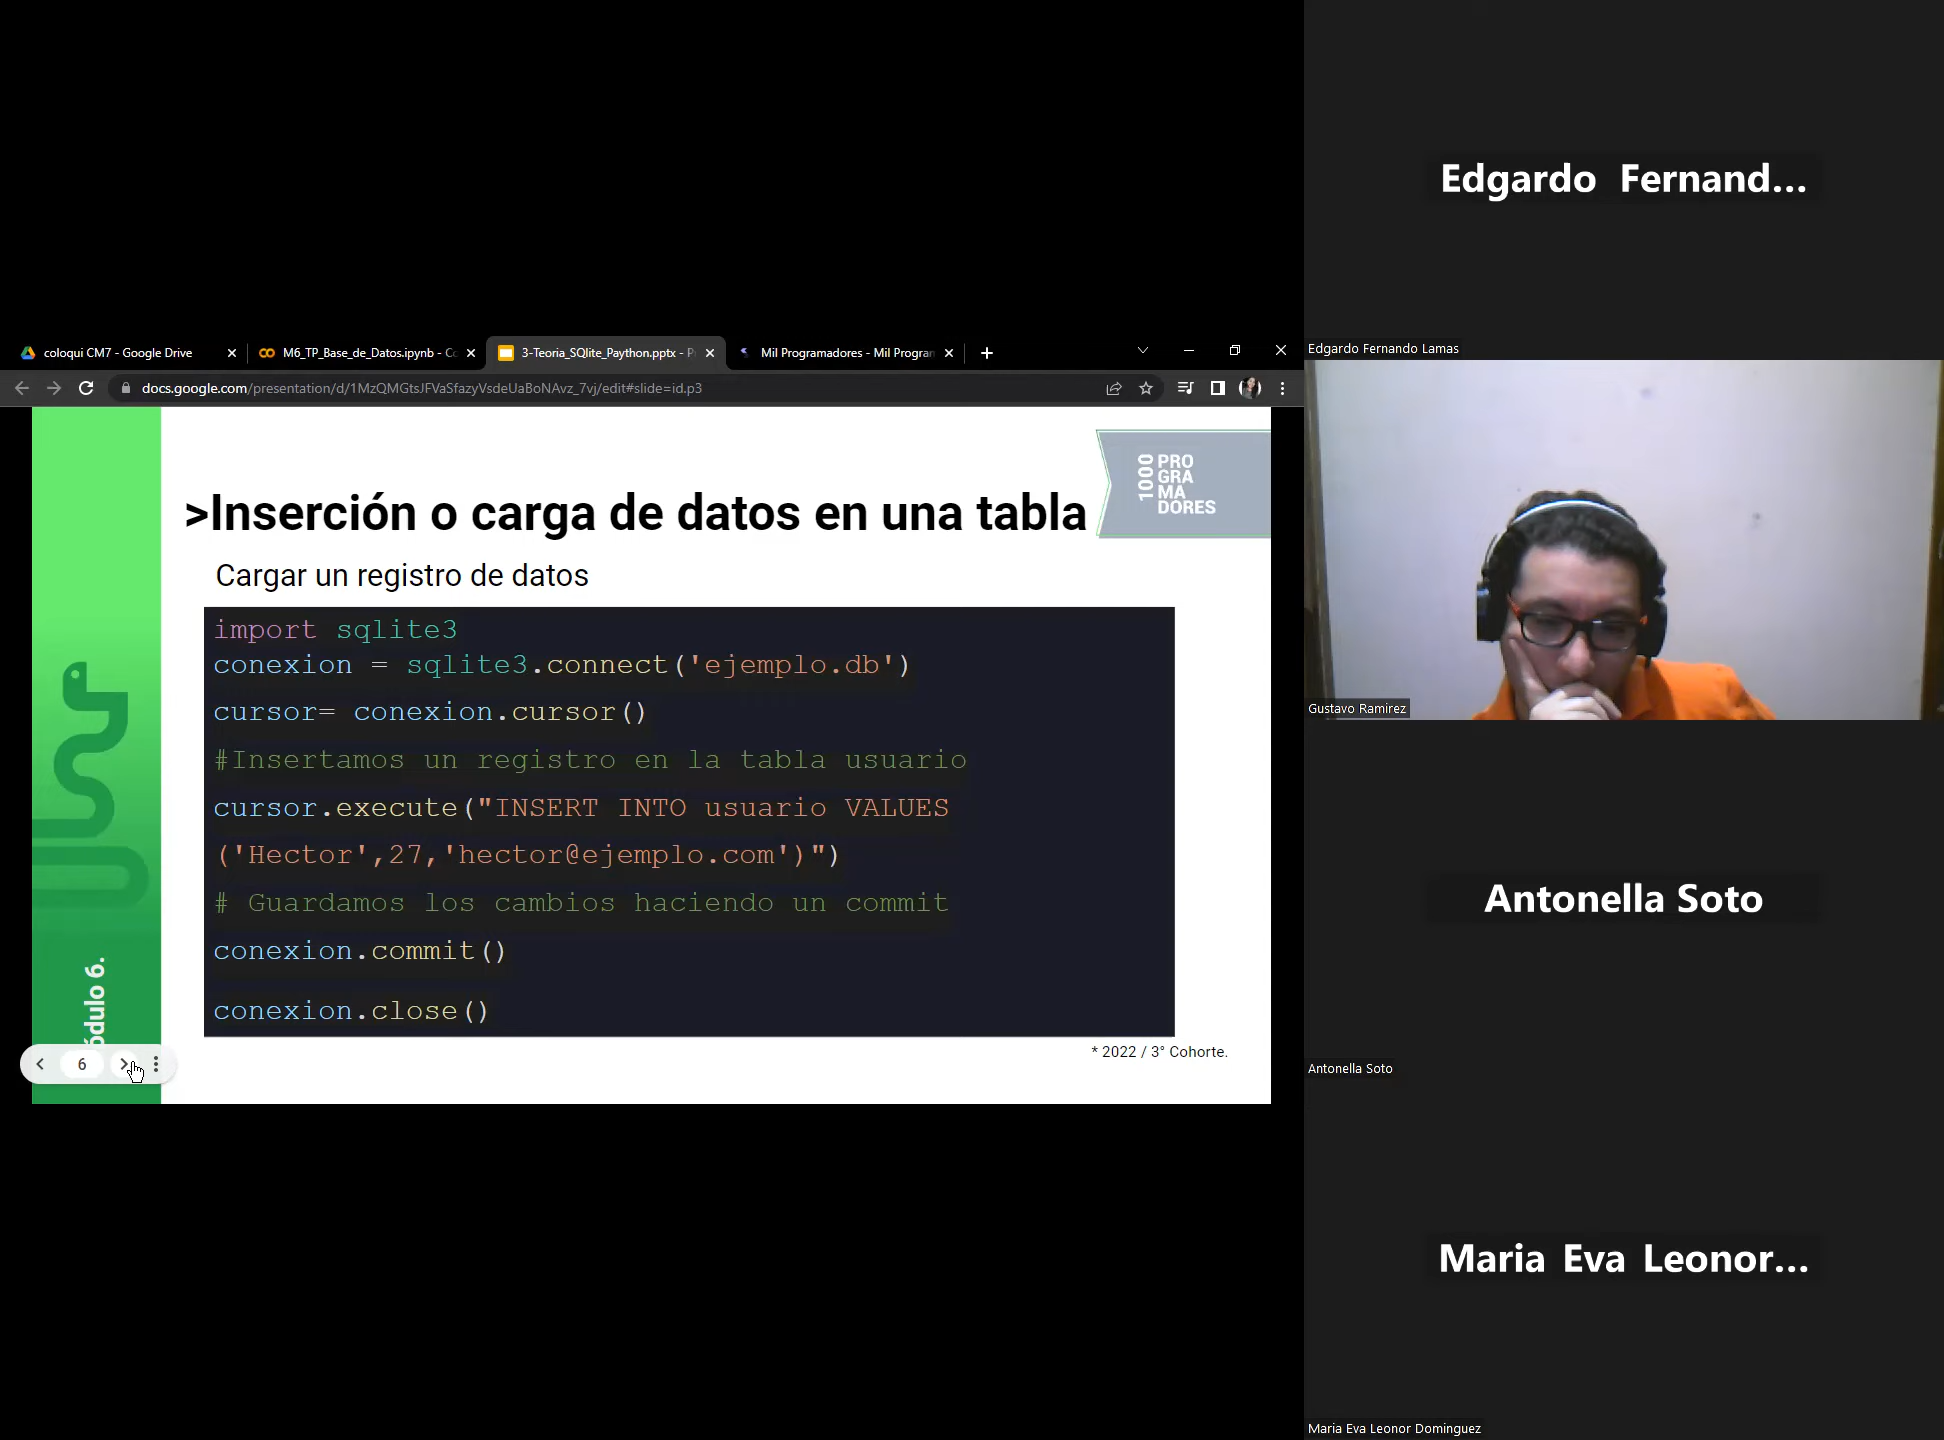 coloqui CM7 - Google Drive
M6_TP_Base_de_Datos.ipynb - Co
3-Teoria_SQlite_Paython.pptx - P
Mil Programadores - Mil Program
docs.google.com/presentation/d/1MzQMGtsJFVaSfazyVsdeUaBoNAvz_7vj/edit#slide=id.p3
>Inserción o carga de datos en una tabla
1000
PRO
GRA
MA
DORES
Cargar un registro de datos
import sqlite3
conexion = sqlite3.connect('ejemplo.db')
cursor= conexion.cursor()
#Insertamos un registro en la tabla usuario
cursor.execute("INSERT INTO usuario VALUES
('Hector',27,'hector@ejemplo.com')")
# Guardamos los cambios haciendo un commit
conexion.commit()
conexion.close()
ódulo 6.
6
* 2022 / 3° Cohorte.
Edgardo Fernand...
Edgardo Fernando Lamas
Gustavo Ramirez
Antonella Soto
Antonella Soto
Maria Eva Leonor...
Maria Eva Leonor Dominguez